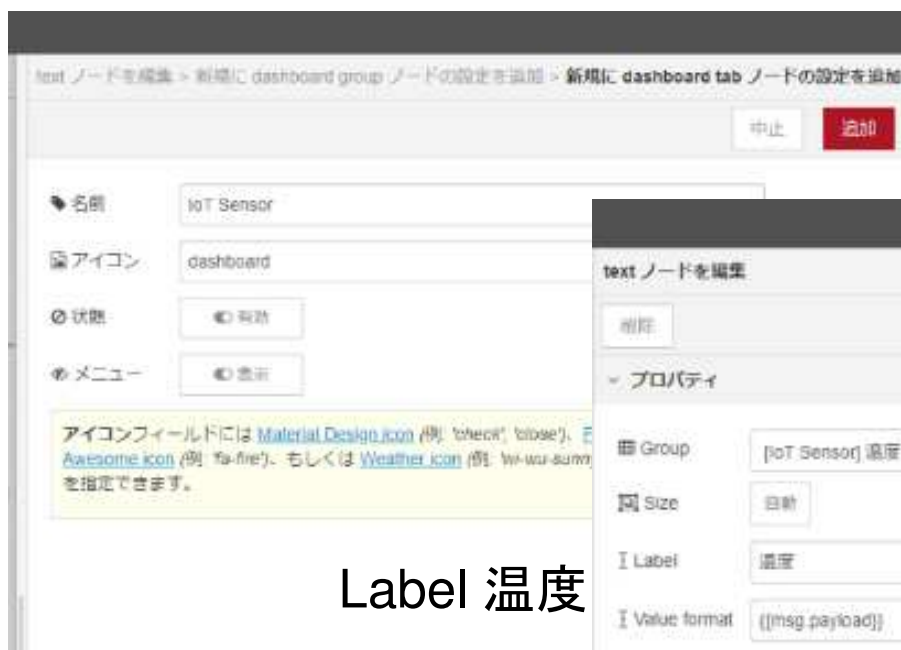 text ノードを編集 > 新規に dashboard group ノードの設定を追加 > 新規に dashboard tab ノードの設定を追加
中止 追加
名前 IoT Sensor
アイコン dashboard
状態 有効
メニュー 表示
アイコンフィールドには Material Design icon (例: 'check', 'close')、
Awesome icon (例: 'fa-fire')、もしくは Weather icon (例: 'wi-wu-sunny
を指定できます。
text ノードを編集
削除
プロパティ
Group [IoT Sensor] 温度
Size 自動
Label 温度
Value format {{msg.payload}}
Label 温度